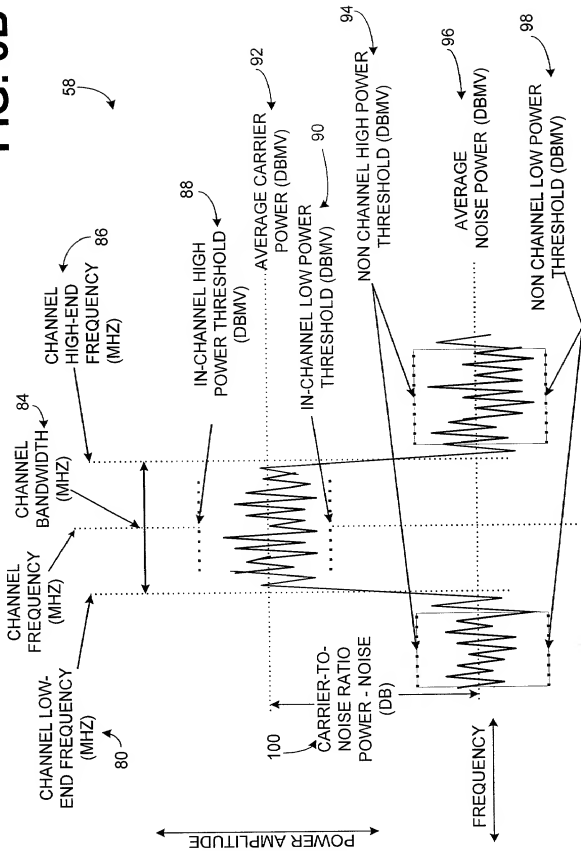 FIG.
58
CHANNEL LOW-
END FREQUENCY
(MHZ)
80
CHANNEL
FREQUENCY
(MHZ)
CHANNEL
BANDWIDTH
(MHZ)
84
CHANNEL
HIGH-END
FREQUENCY
(MHZ)
86
IN-CHANNEL HIGH
POWER THRESHOLD
(DBMV)
88
AVERAGE CARRIER
POWER (DBMV)
92
IN-CHANNEL LOW POWER
THRESHOLD (DBMV)
90
NON CHANNEL HIGH POWER
THRESHOLD (DBMV)
94
AVERAGE
NOISE POWER (DBMV)
96
NON CHANNEL LOW POWER
THRESHOLD (DBMV)
98
100
CARRIER-TO-
NOISE RATIO
POWER - NOISE
(DB)
POWER AMPLITUDE
FREQUENCY